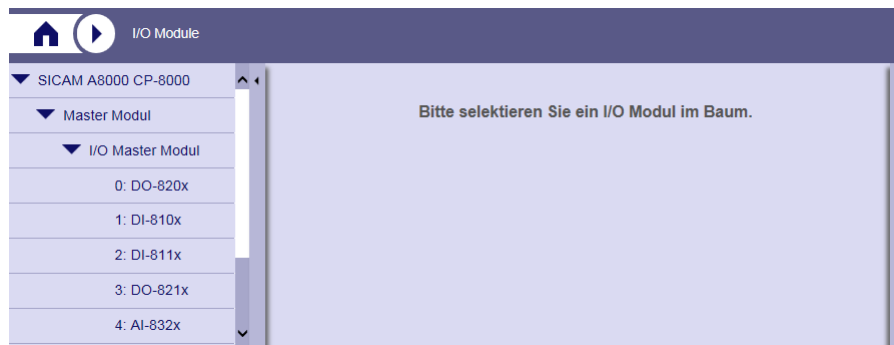 I/O Module
SICAM A8000 CP-8000
Master Modul
I/O Master Modul
0: DO-820x
1: DI-810x
2: DI-811x
3: DO-821x
4: AI-832x
Bitte selektieren Sie ein I/O Modul im Baum.